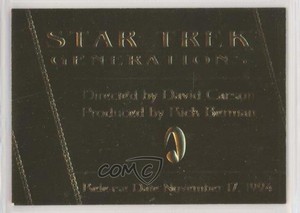 STAR TREK
GENERATIONS
Directed by David Carson
Produced by Rick Berman
Release Date November 17, 1994